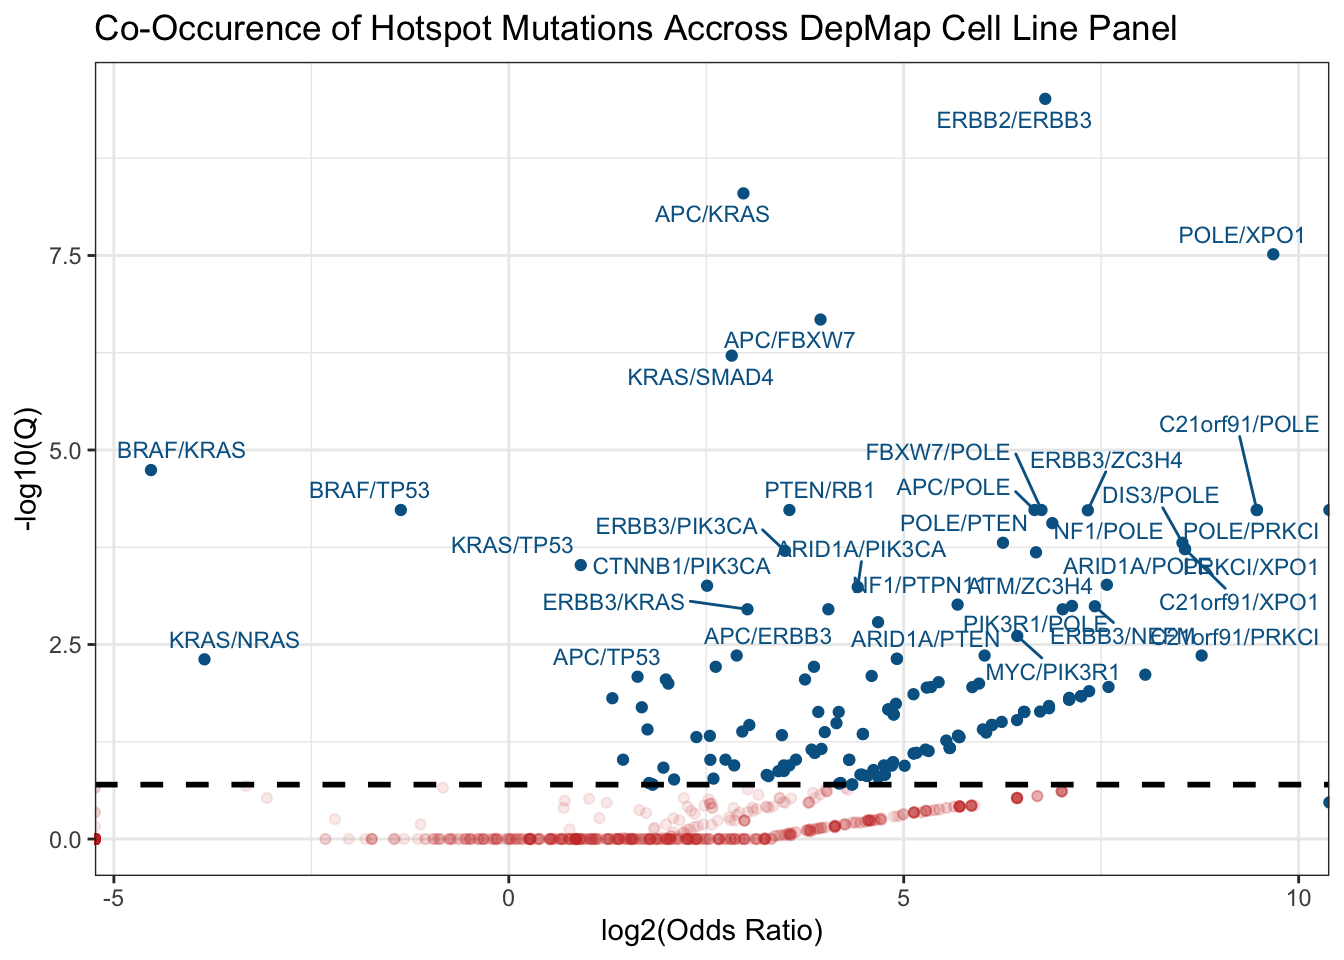 Co-Occurence of Hotspot Mutations Accross DepMap Cell Line Panel
ERBB2/ERBB3
APC/KRAS
POLE/XPO1
7.5
APC/FBXW7
KRAS/SMAD4
C21orf91/POLE
BRAF/KRAS
5.0
FBXW7/POLE
ERBB3/ZC3H4
BRAF/TP53
PTEN/RB1
APC/POLE
DIS3/POLE
ERBB3/PIK3CA
POLE/PTEN
NF1/POLE
POLE/PRKCI
KRAS/TP53
ARID1A/PIK3CA
CTNNB1/PIK3CA
ARID1A/POLE
PRKCI/XPO1
NF1/PTPN11
ATM/ZC3H4
ERBB3/KRAS
C21orf91/XPO1
KRAS/NRAS
2.5
APC/ERBB3
ARID1A/PTEN
PIK3R1/POLE
C21orf91/PRKCI
APC/TP53
MYC/PIK3R1
0.0
-5
0
5
10
-log10(Q)
log2(Odds Ratio)